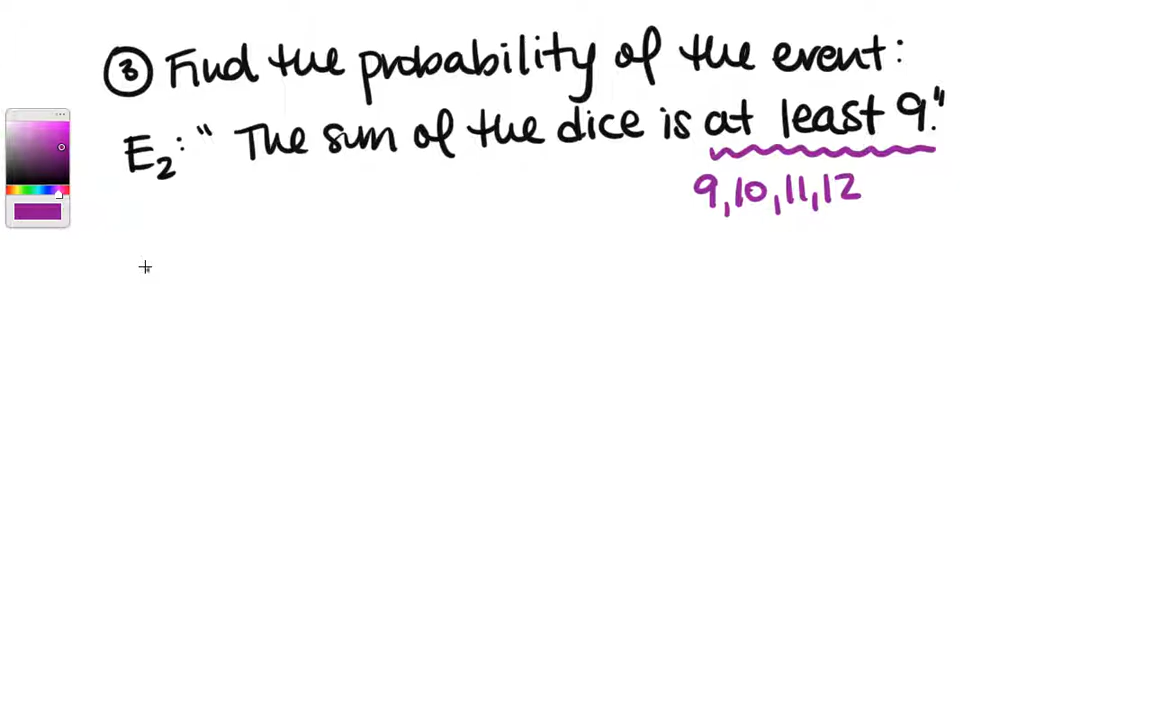 ③ Find the probability of the event:
E₂: "The sum of the dice is at least 9."
9, 10, 11, 12